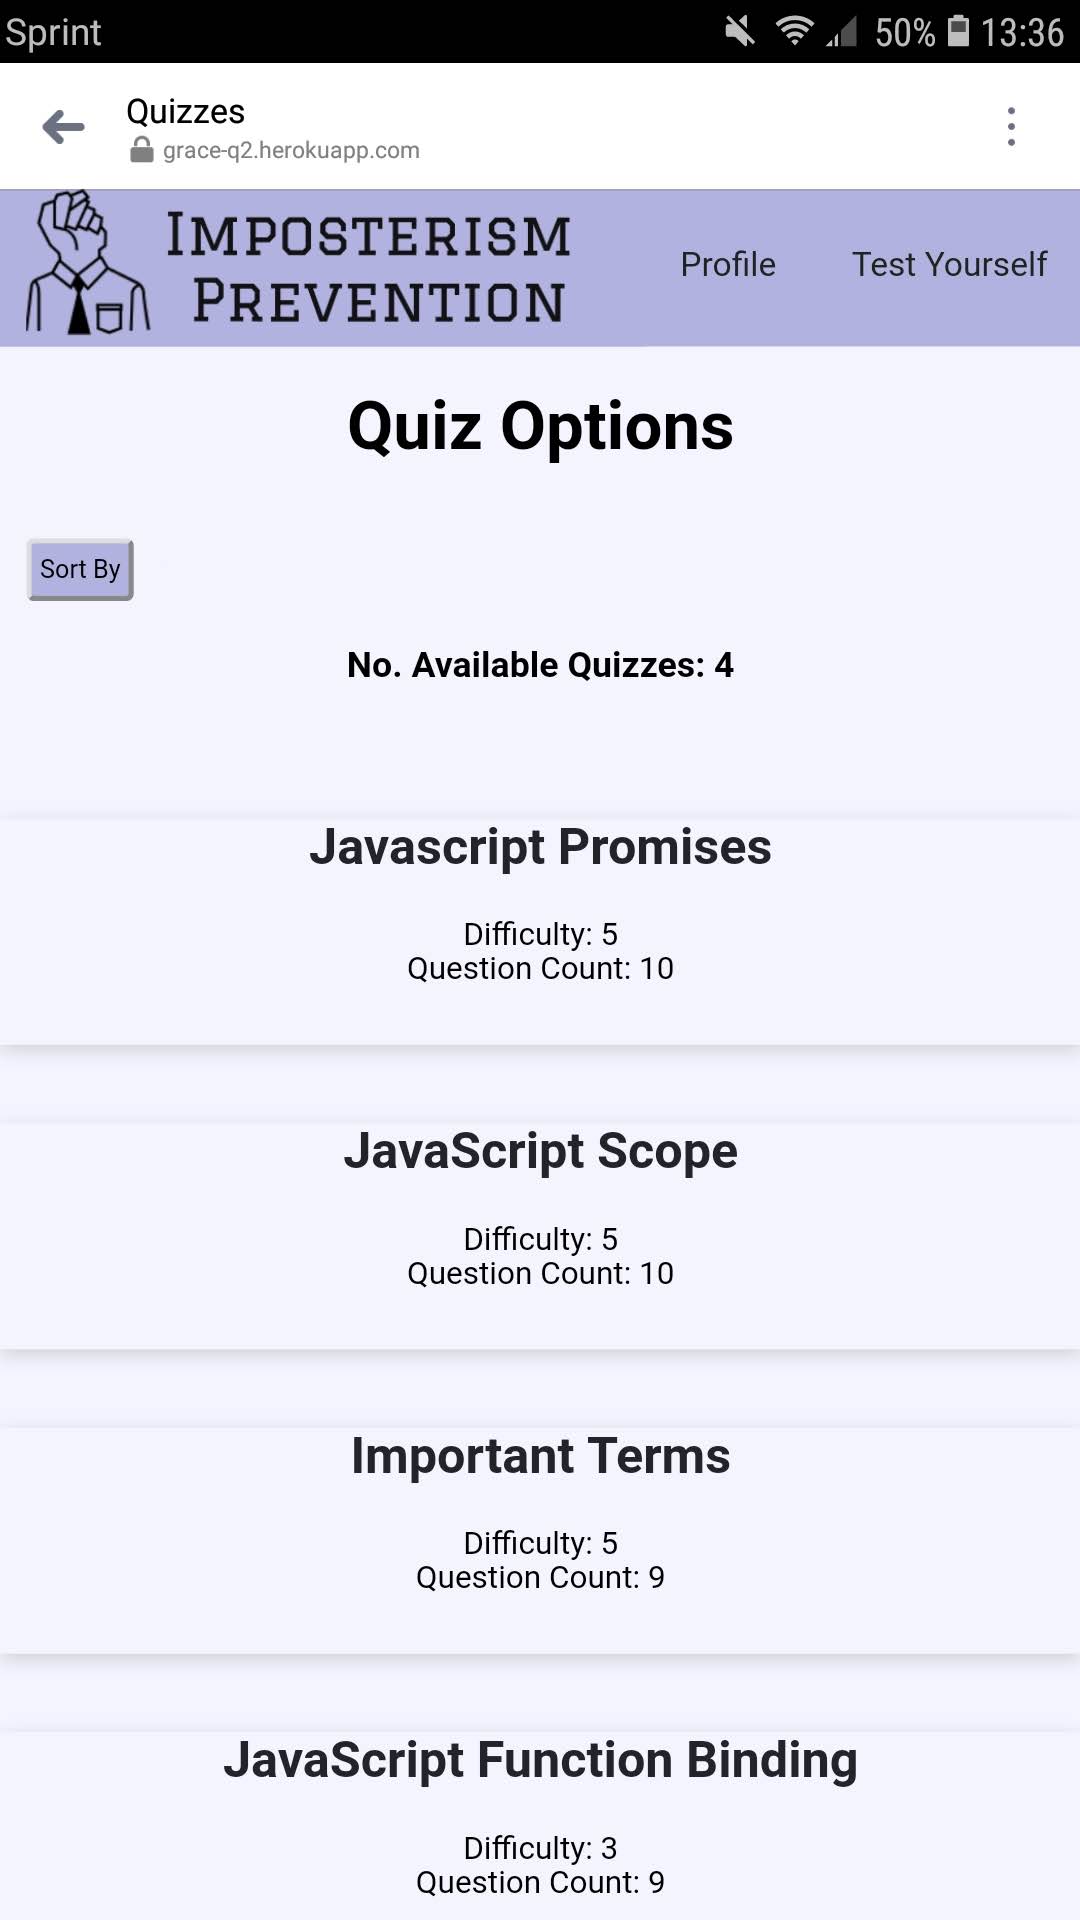 Sprint
50% 13:36
Quizzes
grace-q2.herokuapp.com
IMPOSTERISM
PREVENTION
Profile Test Yourself
Quiz Options
Sort By
No. Available Quizzes: 4
Javascript Promises
Difficulty: 5
Question Count: 10
JavaScript Scope
Difficulty: 5
Question Count: 10
Important Terms
Difficulty: 5
Question Count: 9
JavaScript Function Binding
Difficulty: 3
Question Count: 9